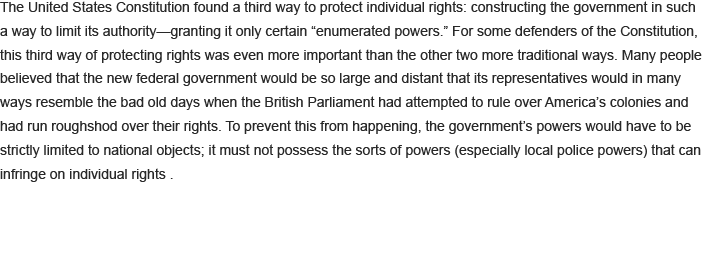 The United States Constitution found a third way to protect individual rights: constructing the government in such
a way to limit its authority—granting it only certain “enumerated powers.” For some defenders of the Constitution,
this third way of protecting rights was even more important than the other two more traditional ways. Many people
believed that the new federal government would be so large and distant that its representatives would in many
ways resemble the bad old days when the British Parliament had attempted to rule over America’s colonies and
had run roughshod over their rights. To prevent this from happening, the government’s powers would have to be
strictly limited to national objects; it must not possess the sorts of powers (especially local police powers) that can
infringe on individual rights .